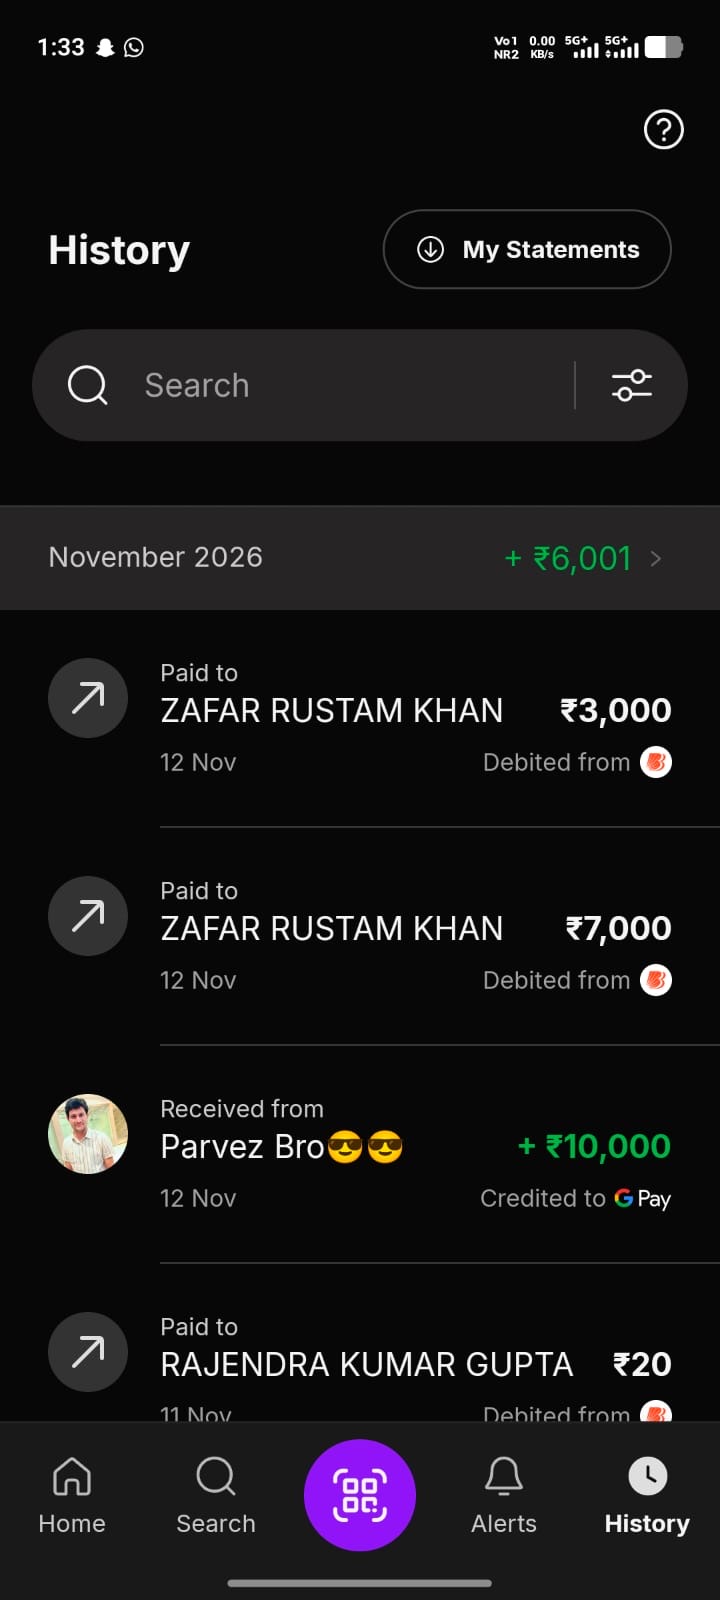 1:33
Vo1 NR2 0.00 KB/s 5G+ 5G+
History
My Statements
Search
November 2026 + ₹6,001
Paid to
ZAFAR RUSTAM KHAN ₹3,000
12 Nov Debited from
Paid to
ZAFAR RUSTAM KHAN ₹7,000
12 Nov Debited from
Received from
Parvez Bro😎😎 + ₹10,000
12 Nov Credited to G Pay
Paid to
RAJENDRA KUMAR GUPTA ₹20
11 Nov Debited from
Home Search Alerts History